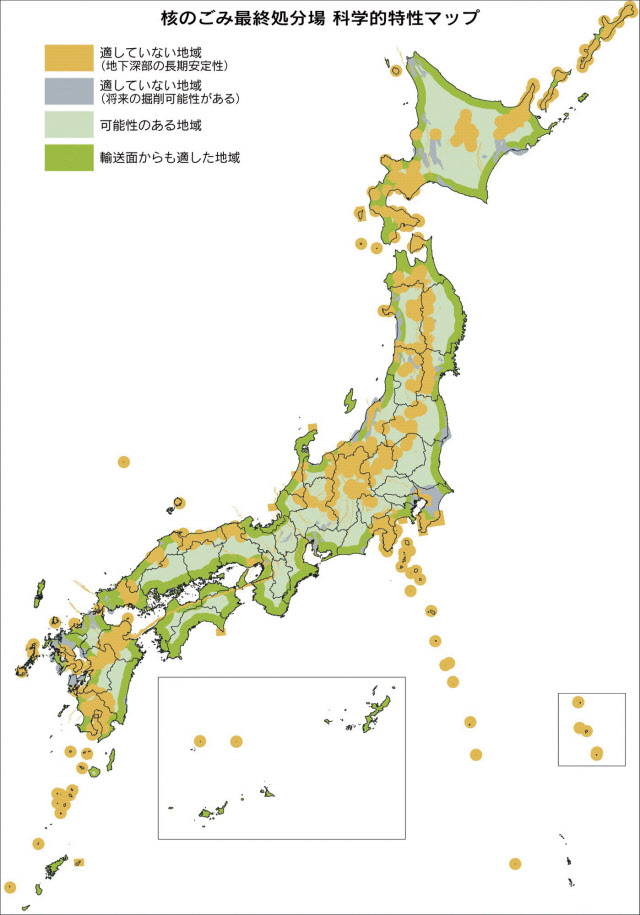 核のごみ最終処分場 科学的特性マップ
適していない地域
（地下深部の長期安定性）
適していない地域
（将来の掘削可能性がある）
可能性のある地域
輸送面からも適した地域